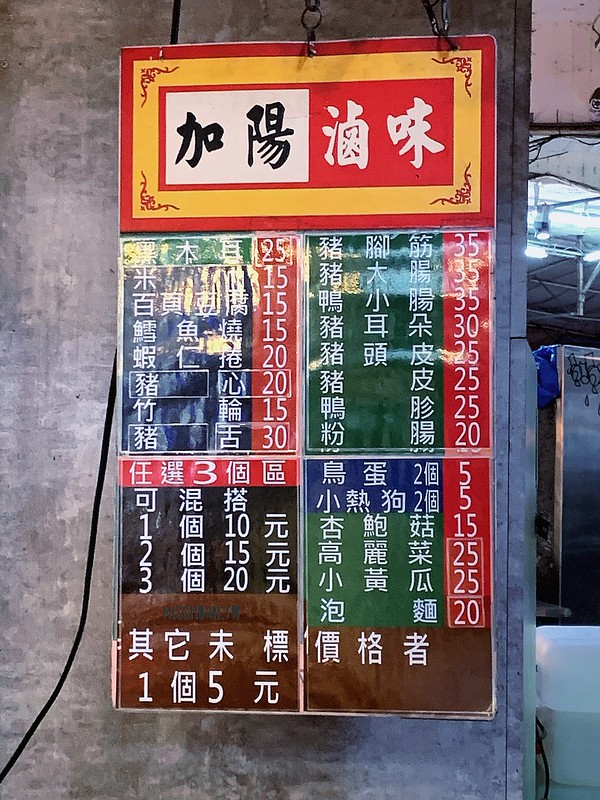 加陽滷味
黑木耳 25
米 15
百頁豆腐 15
鱈魚燒 15
蝦仁捲 20
豬心 20
竹輪 15
豬舌 30
豬腳筋 35
豬大腸 35
鴨小腸 35
豬耳朵 30
豬頭皮 25
豬皮 25
鴨胗 25
粉腸 20
任選3個區
可混搭
1個10元
2個15元
3個20元
鳥蛋2個 5
小熱狗2個 5
杏鮑菇 15
高麗菜 25
小黃瓜 25
泡麵 20
其它未標價格者
1個5元